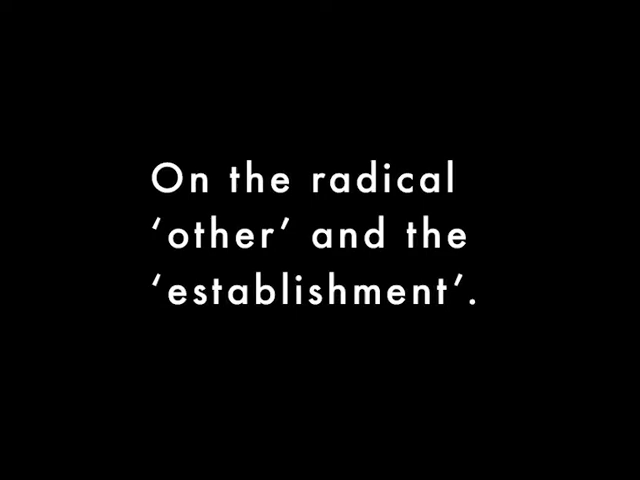 On the radical
‘other’ and the
‘establishment’.